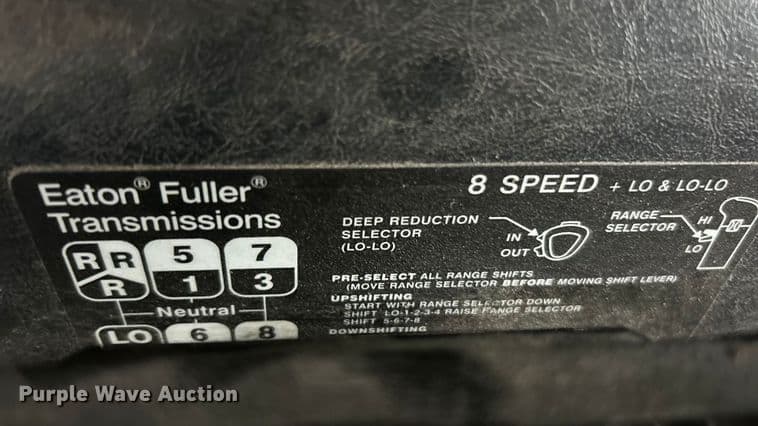 Eaton® Fuller®
Transmissions
8 SPEED + LO & LO-LO
DEEP REDUCTION
SELECTOR
(LO-LO)
IN
OUT
RANGE
SELECTOR
HI
LO
R R 5 7
R 1 3
Neutral
LO 6 8
PRE-SELECT ALL RANGE SHIFTS
(MOVE RANGE SELECTOR BEFORE MOVING SHIFT LEVER)
UPSHIFTING
START WITH RANGE SELECTOR DOWN
SHIFT LO-1-2-3-4 RAISE RANGE SELECTOR
SHIFT 5-6-7-8
DOWNSHIFTING
Purple Wave Auction